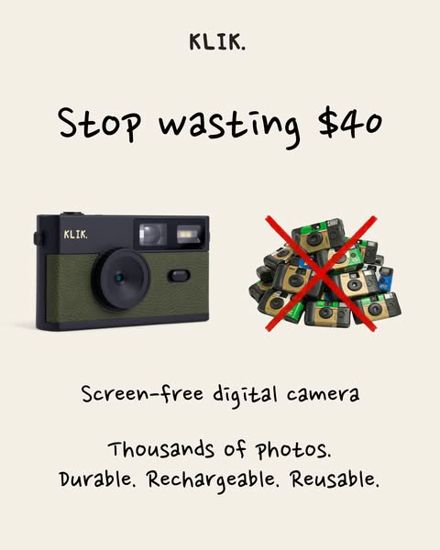 KLIK.
Stop wasting $40
KLIK.
Screen-free digital camera
Thousands of photos.
Durable. Rechargeable. Reusable.